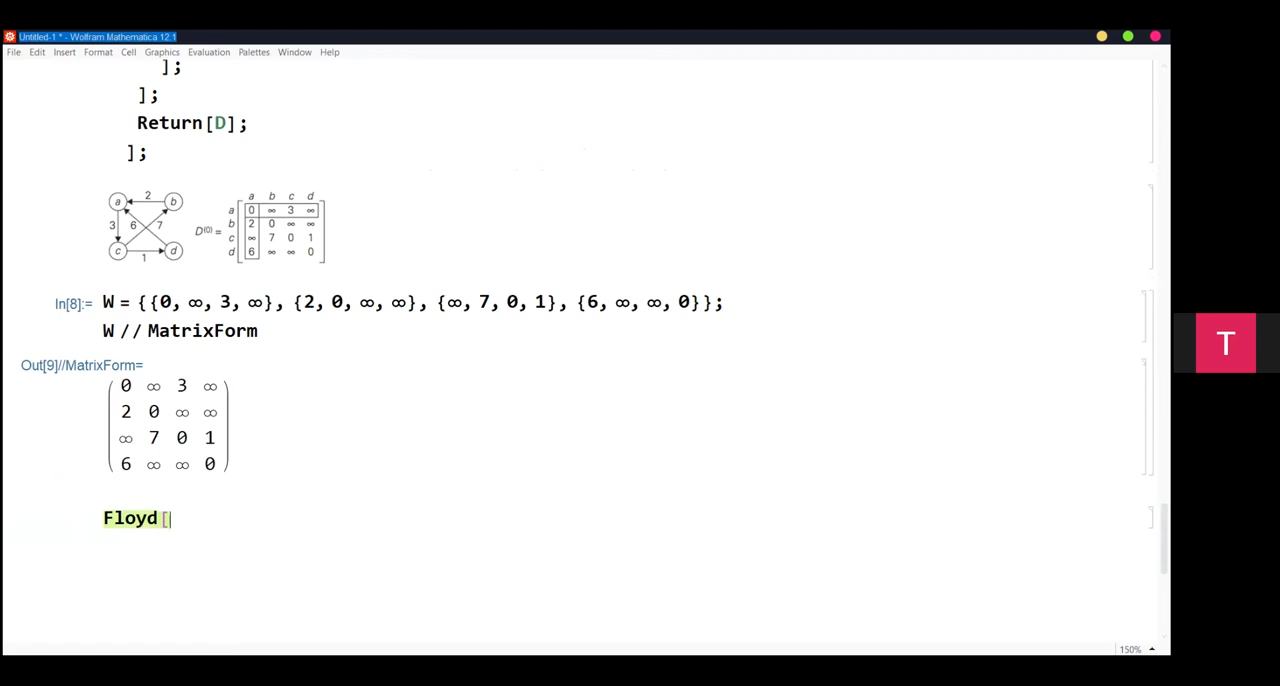 Untitled-1 * - Wolfram Mathematica 12.1
File Edit Insert Format Cell Graphics Evaluation Palettes Window Help
];
];
Return[D];
];
a 2 b
3 6 7
c 1 d
a b c d
a 0 ∞ 3 ∞
D(0) = b 2 0 ∞ ∞
c ∞ 7 0 1
d 6 ∞ ∞ 0
In[8]:= W = {{0, ∞, 3, ∞}, {2, 0, ∞, ∞}, {∞, 7, 0, 1}, {6, ∞, ∞, 0}};
W // MatrixForm
Out[9]//MatrixForm=
0 ∞ 3 ∞
2 0 ∞ ∞
∞ 7 0 1
6 ∞ ∞ 0
Floyd[
T
150%